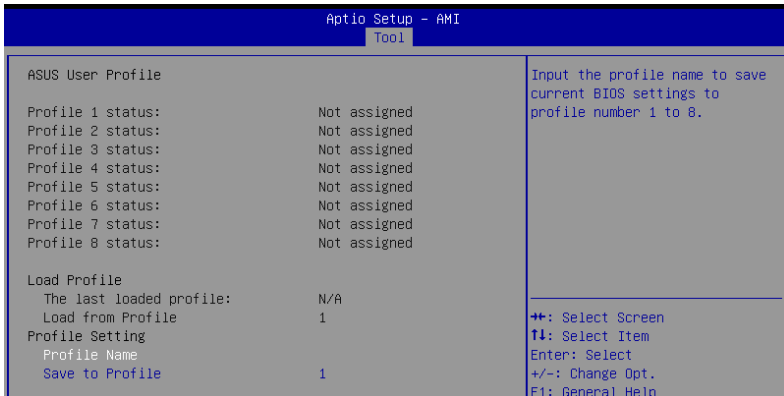 Aptio Setup – AMI
Tool
ASUS User Profile
Profile 1 status: Not assigned
Profile 2 status: Not assigned
Profile 3 status: Not assigned
Profile 4 status: Not assigned
Profile 5 status: Not assigned
Profile 6 status: Not assigned
Profile 7 status: Not assigned
Profile 8 status: Not assigned
Load Profile
The last loaded profile: N/A
Load from Profile 1
Profile Setting
Profile Name
Save to Profile 1
Input the profile name to save
current BIOS settings to
profile number 1 to 8.
→←: Select Screen
↑↓: Select Item
Enter: Select
+/-: Change Opt.
F1: General Help